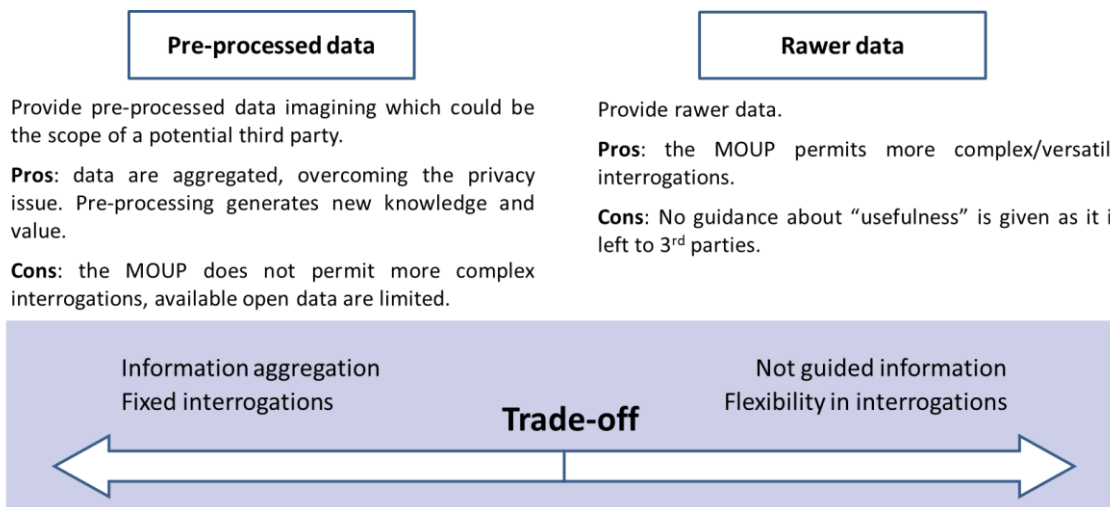 Pre-processed data
Provide pre-processed data imagining which could be
the scope of a potential third party.
Pros: data are aggregated, overcoming the privacy
issue. Pre-processing generates new knowledge and
value.
Cons: the MOUP does not permit more complex
interrogations, available open data are limited.
Rawer data
Provide rawer data.
Pros: the MOUP permits more complex/versatil
interrogations.
Cons: No guidance about “usefulness” is given as it i
left to 3rd parties.
Information aggregation
Fixed interrogations
Trade-off
Not guided information
Flexibility in interrogations